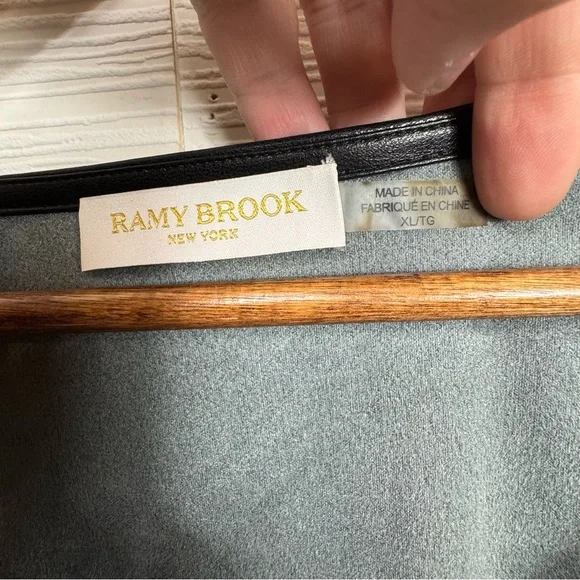 RAMY BROOK
NEW YORK
MADE IN CHINA
FABRIQUÉ EN CHINE
XL/TG